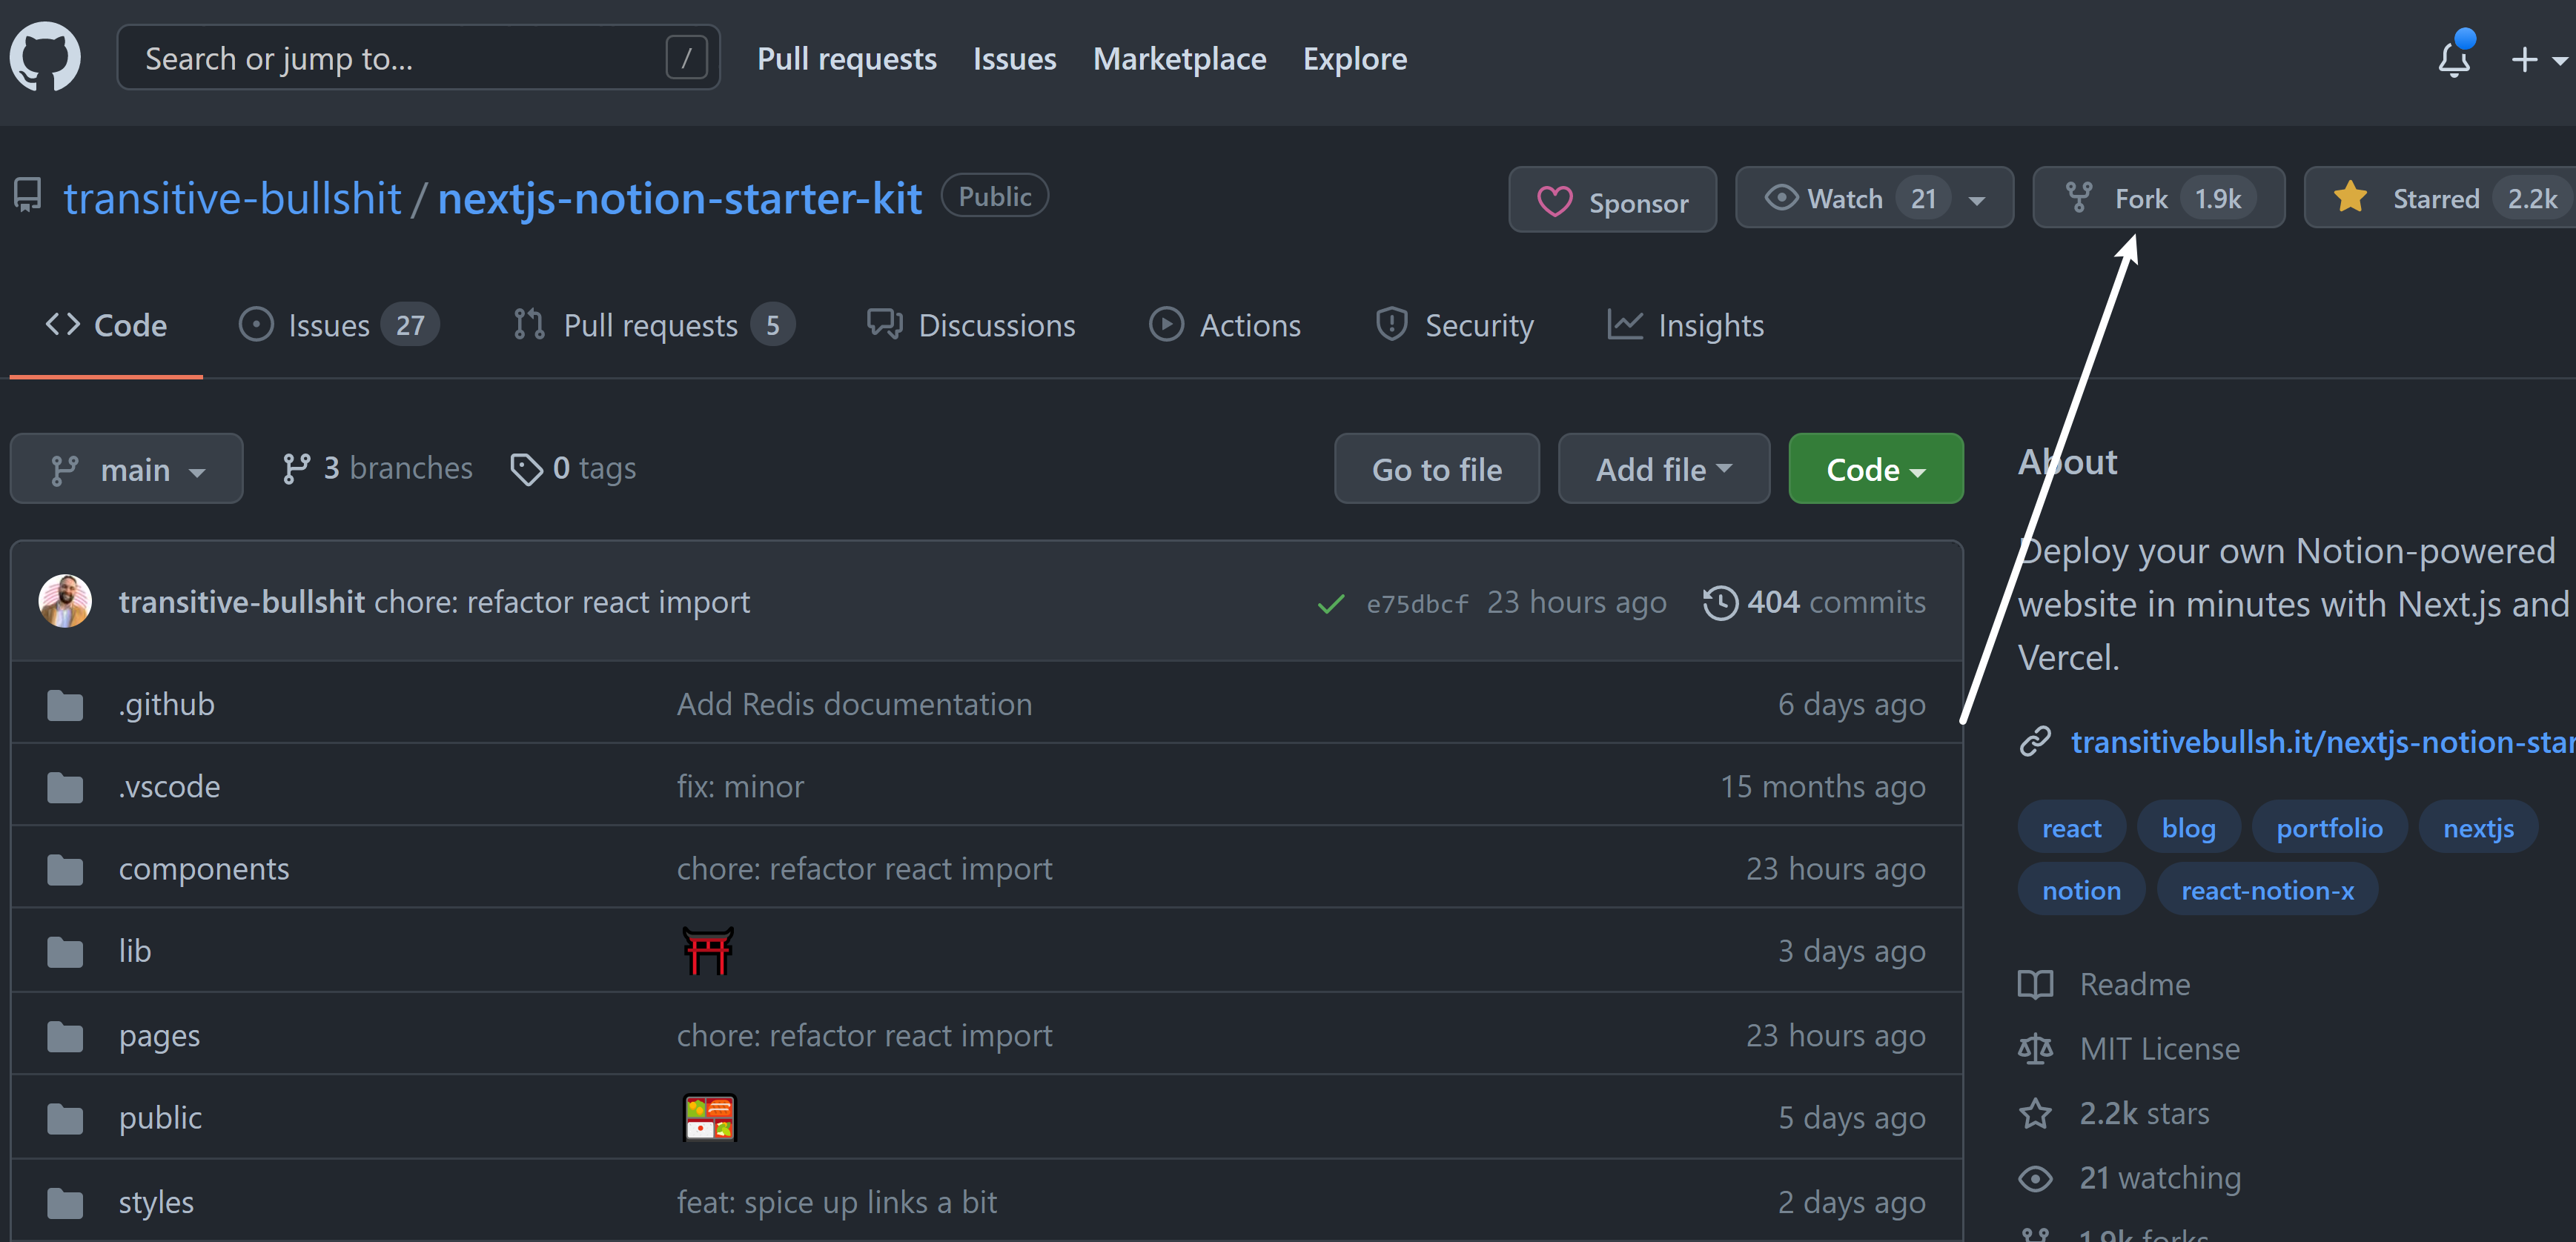 Search or jump to... / Pull requests Issues Marketplace Explore
transitive-bullshit / nextjs-notion-starter-kit Public Sponsor Watch 21 Fork 1.9k Starred 2.2k
Code Issues 27 Pull requests 5 Discussions Actions Security Insights
main 3 branches 0 tags Go to file Add file Code
transitive-bullshit chore: refactor react import e75dbcf 23 hours ago 404 commits
.github Add Redis documentation 6 days ago
.vscode fix: minor 15 months ago
components chore: refactor react import 23 hours ago
lib 3 days ago
pages chore: refactor react import 23 hours ago
public 5 days ago
styles feat: spice up links a bit 2 days ago
About
Deploy your own Notion-powered
website in minutes with Next.js and
Vercel.
transitivebullsh.it/nextjs-notion-star
react blog portfolio nextjs
notion react-notion-x
Readme
MIT License
2.2k stars
21 watching
1.9k forks